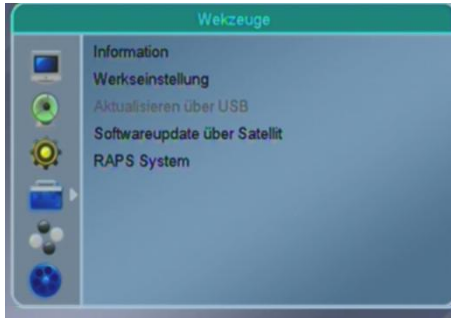 Wekzeuge
Information
Werkseinstellung
Aktualisieren über USB
Softwareupdate über Satellit
RAPS System